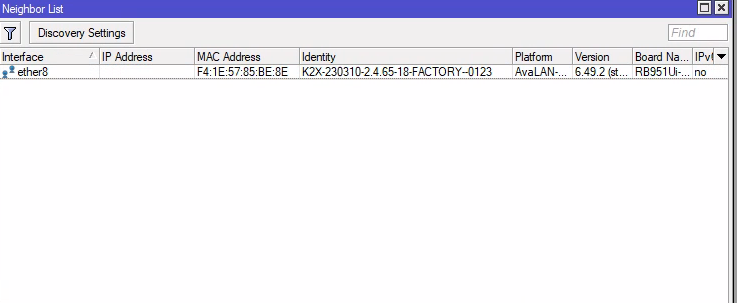 Neighbor List
Discovery Settings Find
Interface IP Address MAC Address Identity Platform Version Board Na... IPv
ether8 F4:1E:57:85:BE:8E K2X-230310-2.4.65-18-FACTORY--0123 AvaLAN-... 6.49.2 (st... RB951Ui-... no